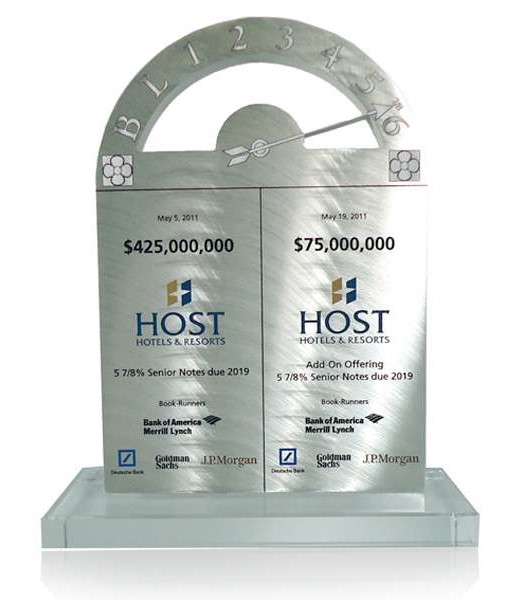 B L 1 2 3 4 5 6
May 5, 2011
$425,000,000
HOST
HOTELS & RESORTS
5 7/8% Senior Notes due 2019
Book-Runners
Bank of America
Merrill Lynch
Deutsche Bank
Goldman
Sachs
J.P.Morgan
May 19, 2011
$75,000,000
HOST
HOTELS & RESORTS
Add-On Offering
5 7/8% Senior Notes due 2019
Book-Runners
Bank of America
Merrill Lynch
Deutsche Bank
Goldman
Sachs
J.P.Morgan